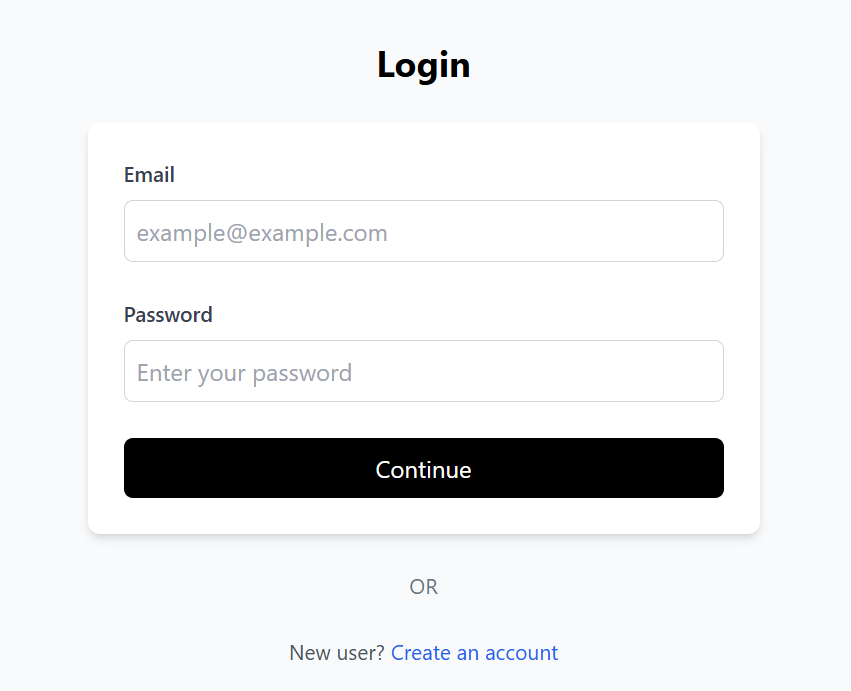 Login
Email
example@example.com
Password
Enter your password
Continue
OR
New user? Create an account